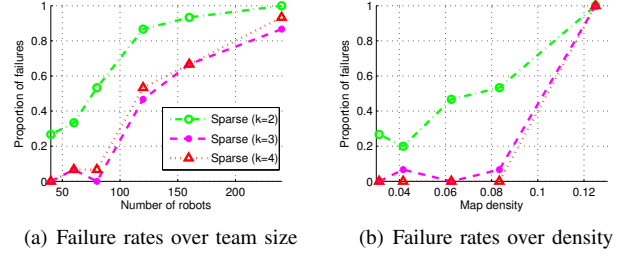 Proportion of failures
1
0.8
0.6
0.4
0.2
0
50 100 150 200
Number of robots
Sparse (k=2)
Sparse (k=3)
Sparse (k=4)
(a) Failure rates over team size
Proportion of failures
1
0.8
0.6
0.4
0.2
0
0.04 0.06 0.08 0.1 0.12
Map density
(b) Failure rates over density